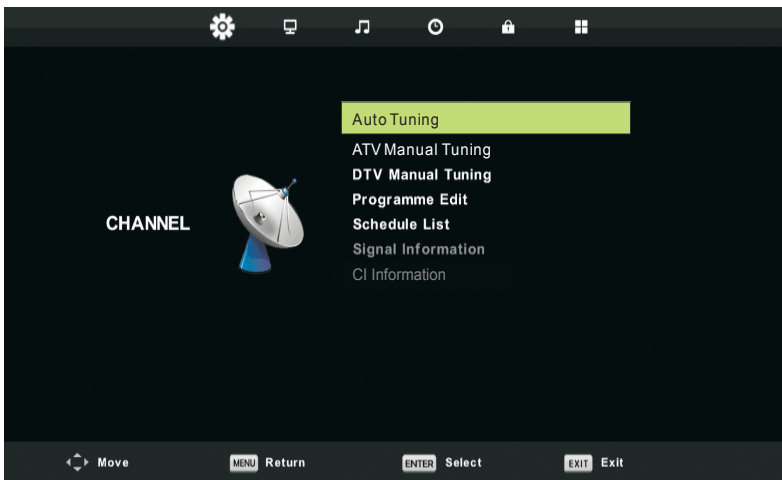 CHANNEL
Auto Tuning
ATV Manual Tuning
DTV Manual Tuning
Programme Edit
Schedule List
Signal Information
CI Information
Move MENU Return ENTER Select EXIT Exit